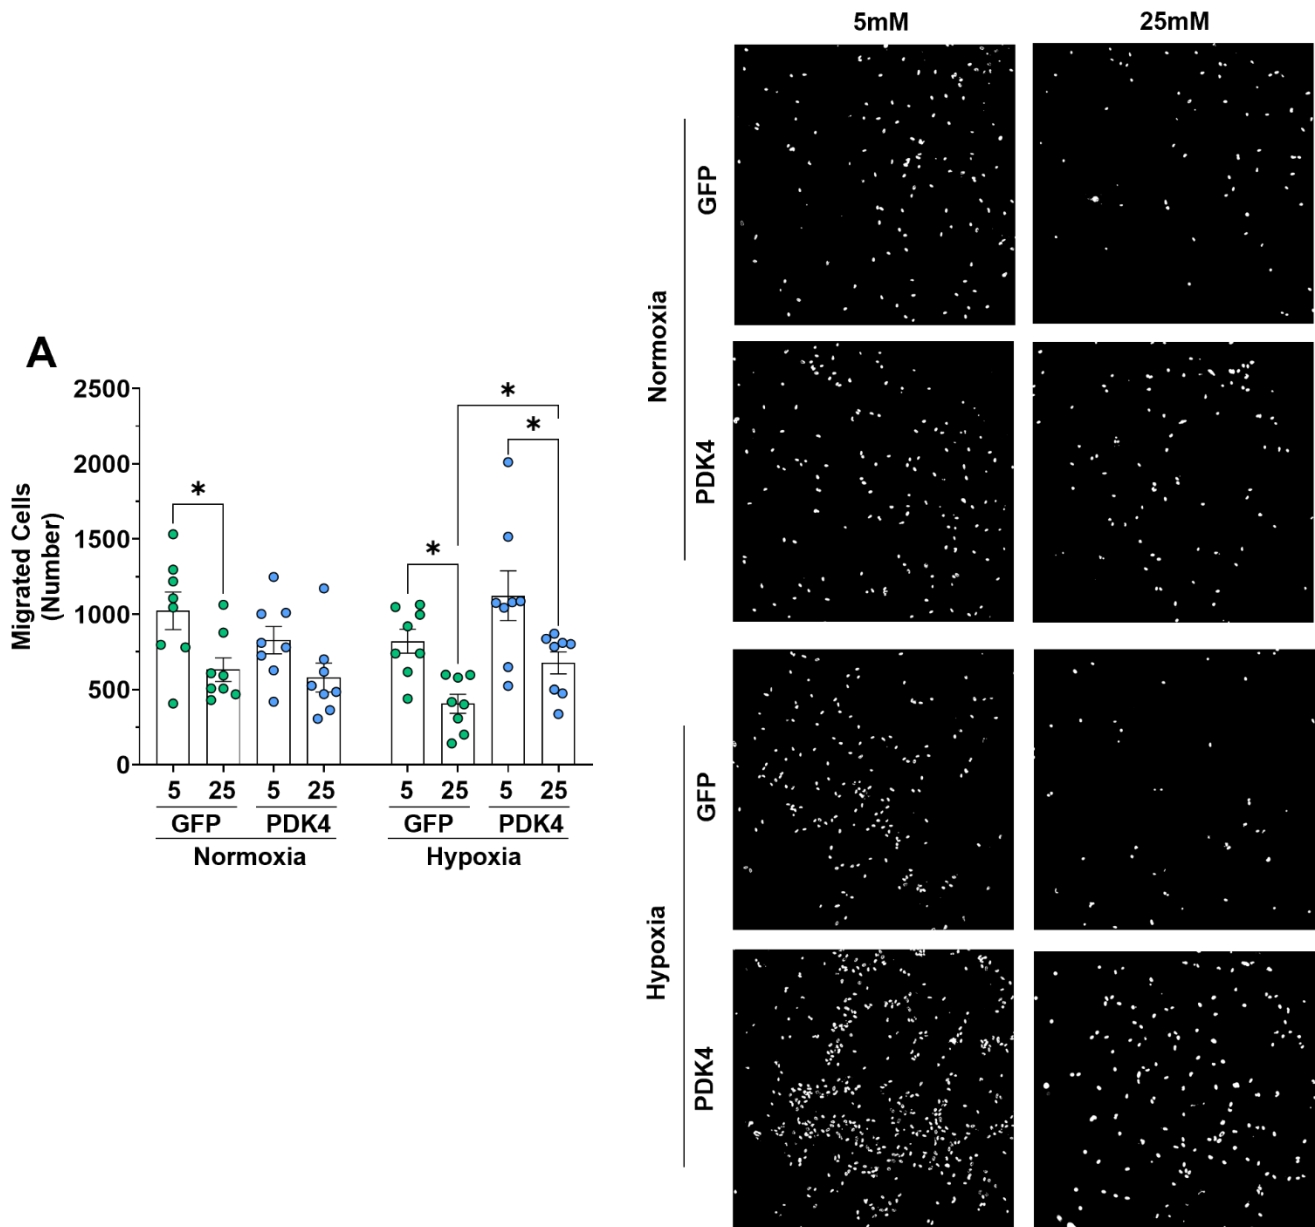 5mM 25mM
GFP
Normoxia
PDK4
A
2500
2000
1500
1000
500
0
Migrated Cells
(Number)
*
*
*
*
5 25 5 25 5 25 5 25
GFP PDK4 GFP PDK4
Normoxia Hypoxia
GFP
Hypoxia
PDK4